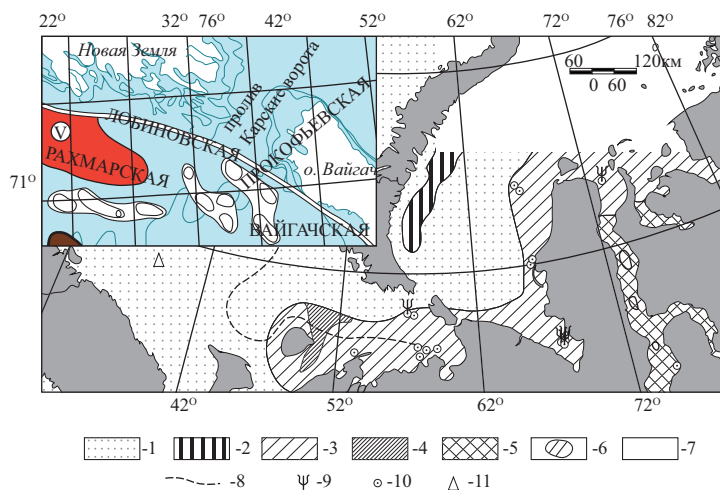 22° 32° 76° 42° 52° 62° 72° 76° 82°
Новая Земля
пролив
Карские ворота
60 120км
0 60
ЛОБИНОВСКАЯ
ПРОКОФЬЕВСКАЯ
V
РАХМАРСКАЯ
о. Вайгач
71°
ВАЙГАЧСКАЯ
42° 52° 62° 72°
-1 -2 -3 -4 -5 -6 -7
-8 -9 -10 -11